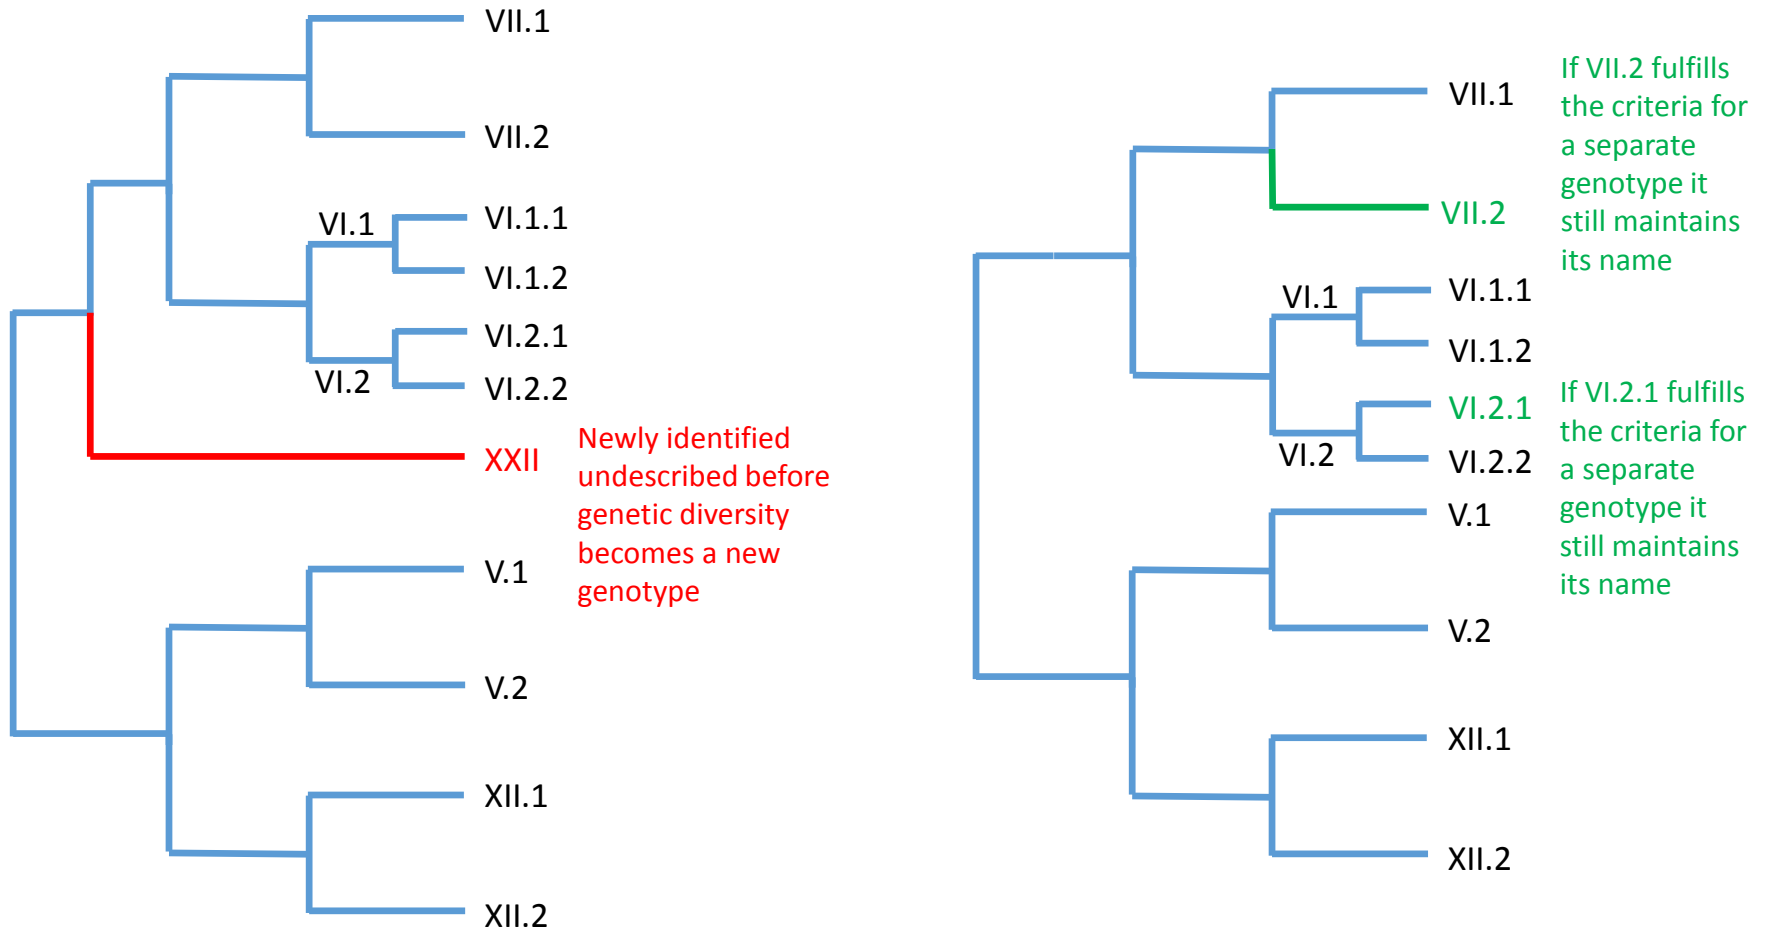 VII.1
VII.2
VI.1
VI.1.1
VI.1.2
VI.2.1
VI.2
VI.2.2
XXII
Newly identified
undescribed before
genetic diversity
becomes a new
genotype
V.1
V.2
XII.1
XII.2
VII.1
If VII.2 fulfills
the criteria for
a separate
genotype it
still maintains
its name
VII.2
VI.1
VI.1.1
VI.1.2
VI.2.1
VI.2
VI.2.2
If VI.2.1 fulfills
the criteria for
a separate
genotype it
still maintains
its name
V.1
V.2
XII.1
XII.2